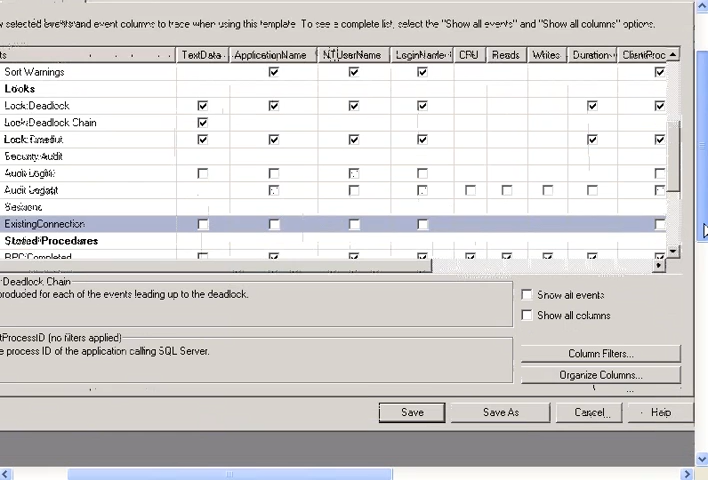 selected events and event columns to trace when using this template. To see a complete list, select the "Show all events" and "Show all columns" options.
TextData ApplicationName NTUserName LoginName CPU Reads Writes Duration ClientProc
Sort Warnings
Locks
Lock:Deadlock
Lock:Deadlock Chain
Lock:Timeout
Security Audit
Audit Login
Audit Logout
Sessions
ExistingConnection
Stored Procedures
RPC:Completed
Deadlock Chain
produced for each of the events leading up to the deadlock.
Show all events
Show all columns
tProcessID (no filters applied)
e process ID of the application calling SQL Server.
Column Filters...
Organize Columns...
Save Save As Cancel Help